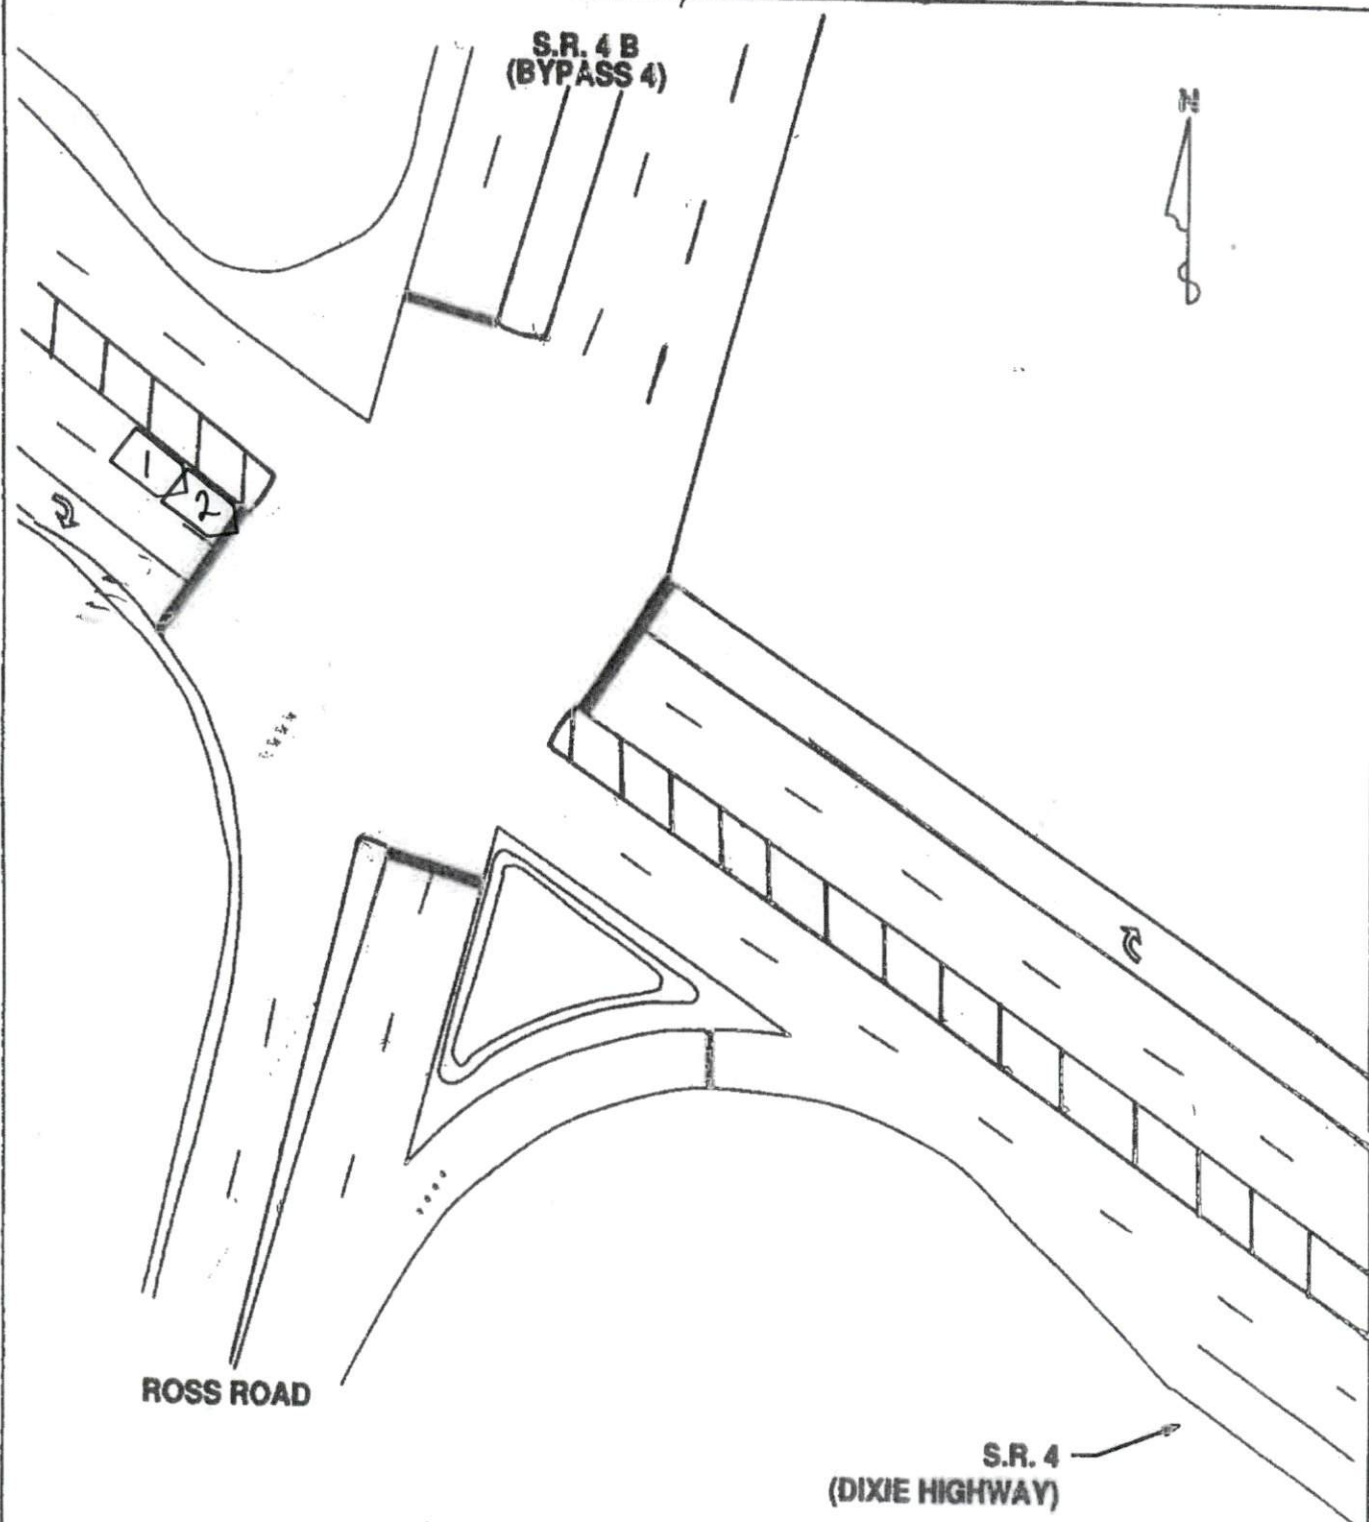 S.R. 4 B
(BYPASS 4)
N
1
2
ROSS ROAD
S.R. 4
(DIXIE HIGHWAY)